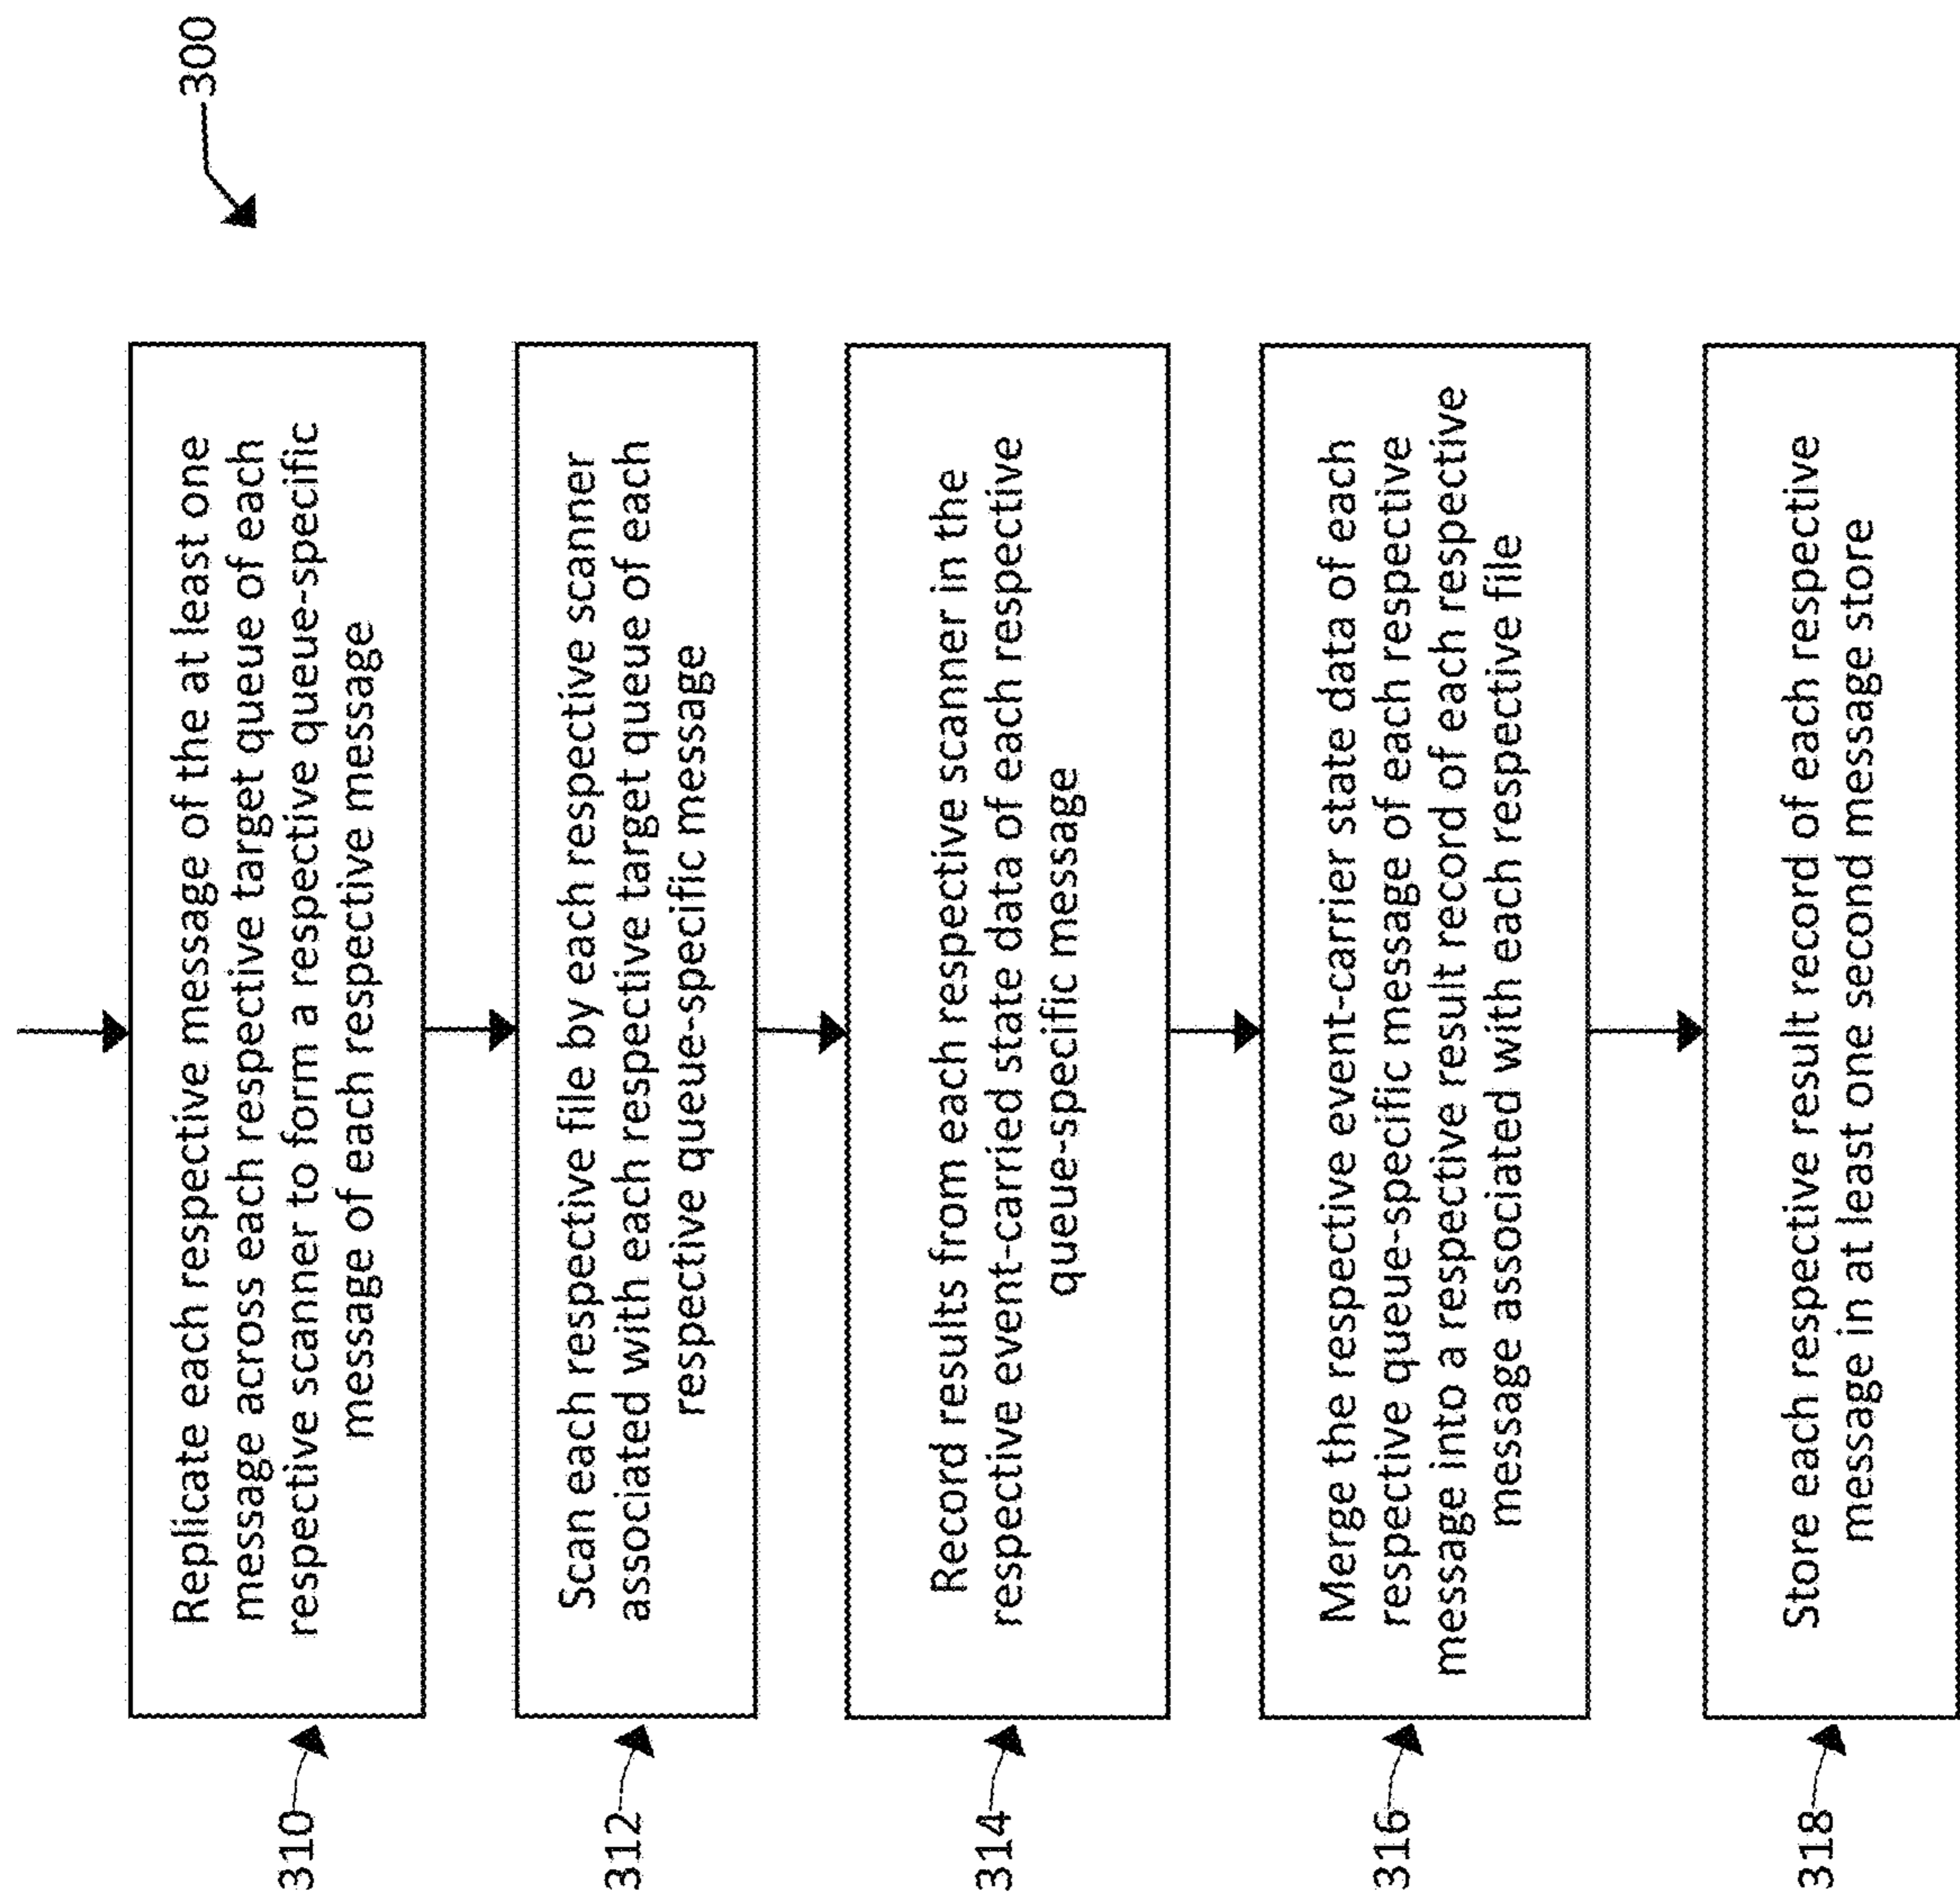 300
310
Replicate each respective message of the at least one
message across each respective target queue of each
respective scanner to form a respective queue-specific
message of each respective message
312
Scan each respective file by each respective scanner
associated with each respective target queue of each
respective queue-specific message
314
Record results from each respective scanner in the
respective event-carried state data of each respective
queue-specific message
316
Merge the respective event-carrier state data of each
respective queue-specific message of each respective
message into a respective result record of each respective
message associated with each respective file
318
Store each respective result record of each respective
message in at least one second message store